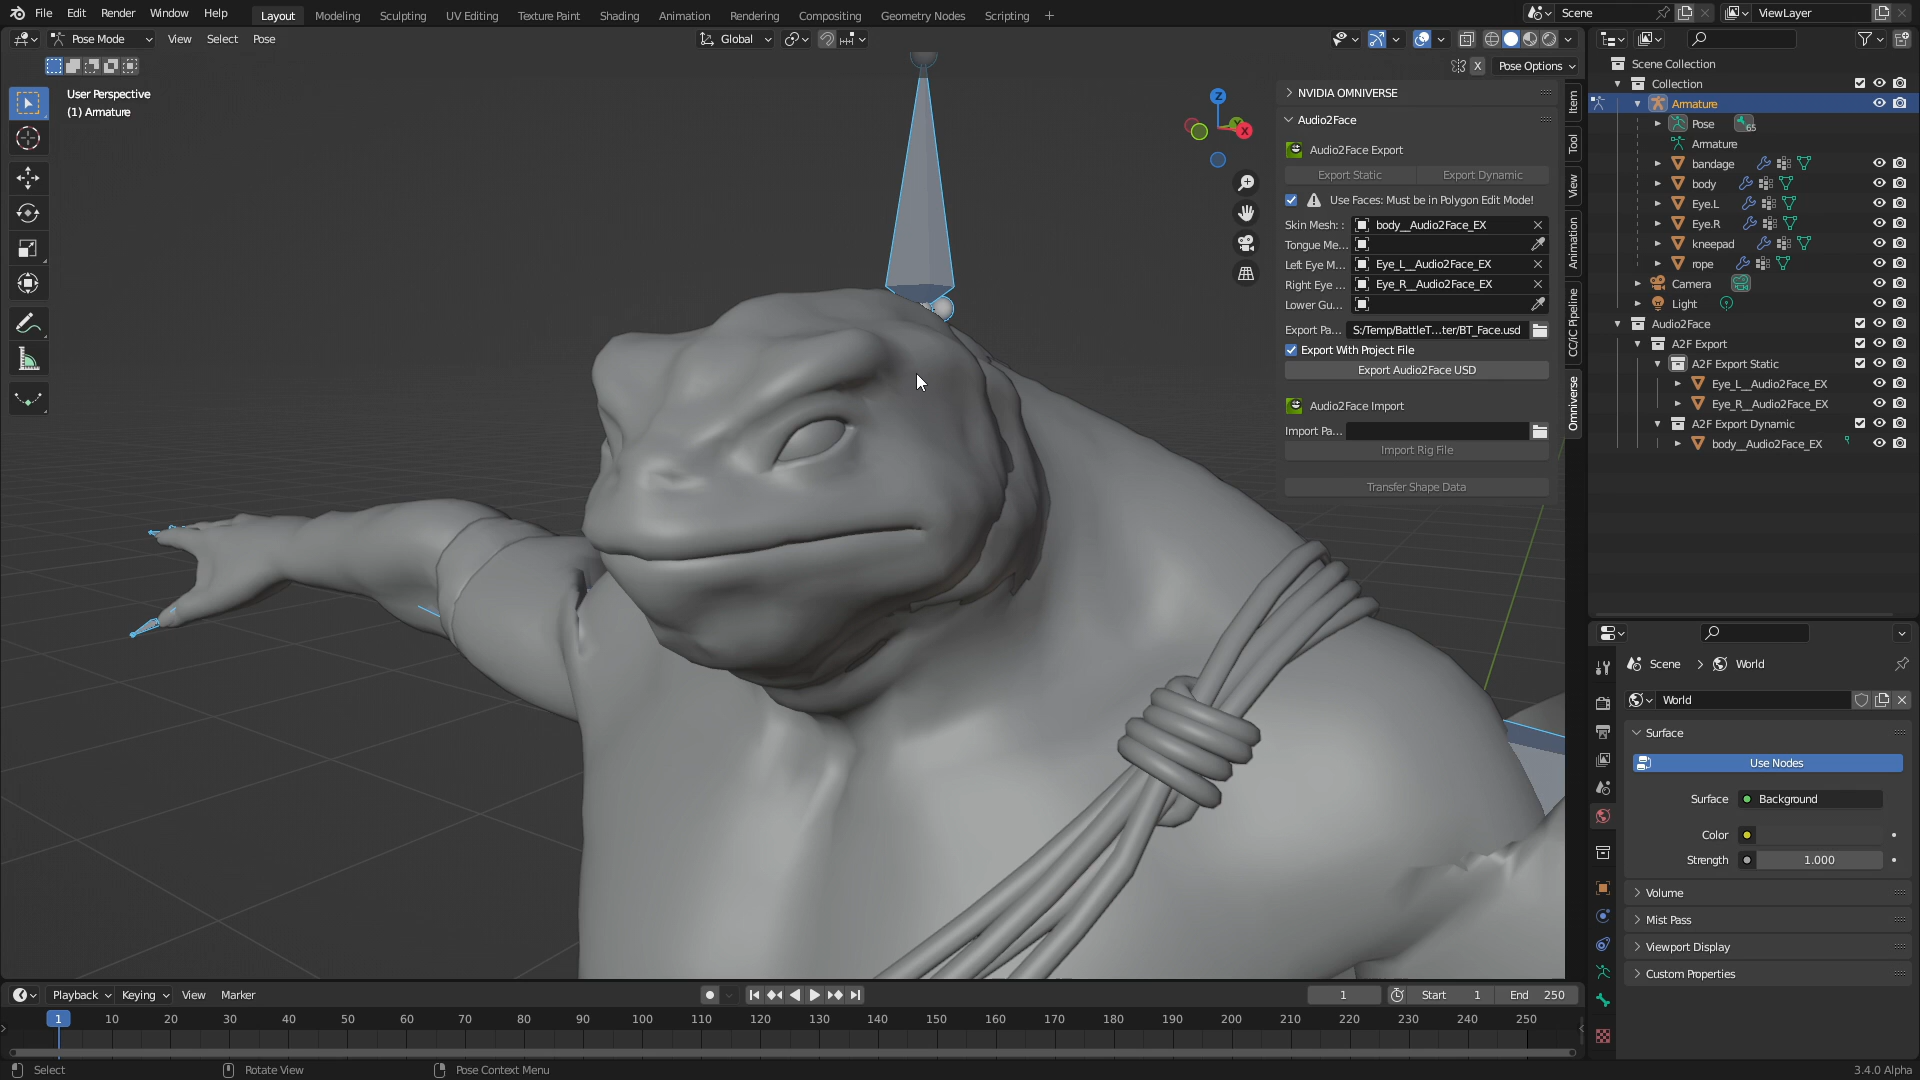 File Edit Render Window Help Layout Modeling Sculpting UV Editing Texture Paint Shading Animation Rendering Compositing Geometry Nodes Scripting + Scene ViewLayer
Pose Mode View Select Pose Global
X Pose Options
User Perspective
(1) Armature
Z
Y
X
NVIDIA OMNIVERSE
Audio2Face
Audio2Face Export
Export Static Export Dynamic
Use Faces: Must be in Polygon Edit Mode!
Skin Mesh: : body__Audio2Face_EX
Tongue Me...
Left Eye M... Eye_L__Audio2Face_EX
Right Eye ... Eye_R__Audio2Face_EX
Lower Gu...
Export Pa... S:/Temp/BattleT...ter/BT_Face.usd
Export With Project File
Export Audio2Face USD
Audio2Face Import
Import Pa...
Import Rig File
Transfer Shape Data
Item
Tool
View
Animation
CC/iC Pipeline
Omniverse
Scene Collection
Collection
Armature
Pose 65
Armature
bandage
body
Eye.L
Eye.R
kneepad
rope
Camera
Light
Audio2Face
A2F Export
A2F Export Static
Eye_L__Audio2Face_EX
Eye_R__Audio2Face_EX
A2F Export Dynamic
body__Audio2Face_EX
Scene > World
World
Surface
Use Nodes
Surface Background
Color
Strength 1.000
Volume
Mist Pass
Viewport Display
Custom Properties
Playback Keying View Marker 1 Start 1 End 250
1 10 20 30 40 50 60 70 80 90 100 110 120 130 140 150 160 170 180 190 200 210 220 230 240 250
Select Rotate View Pose Context Menu 3.4.0 Alpha